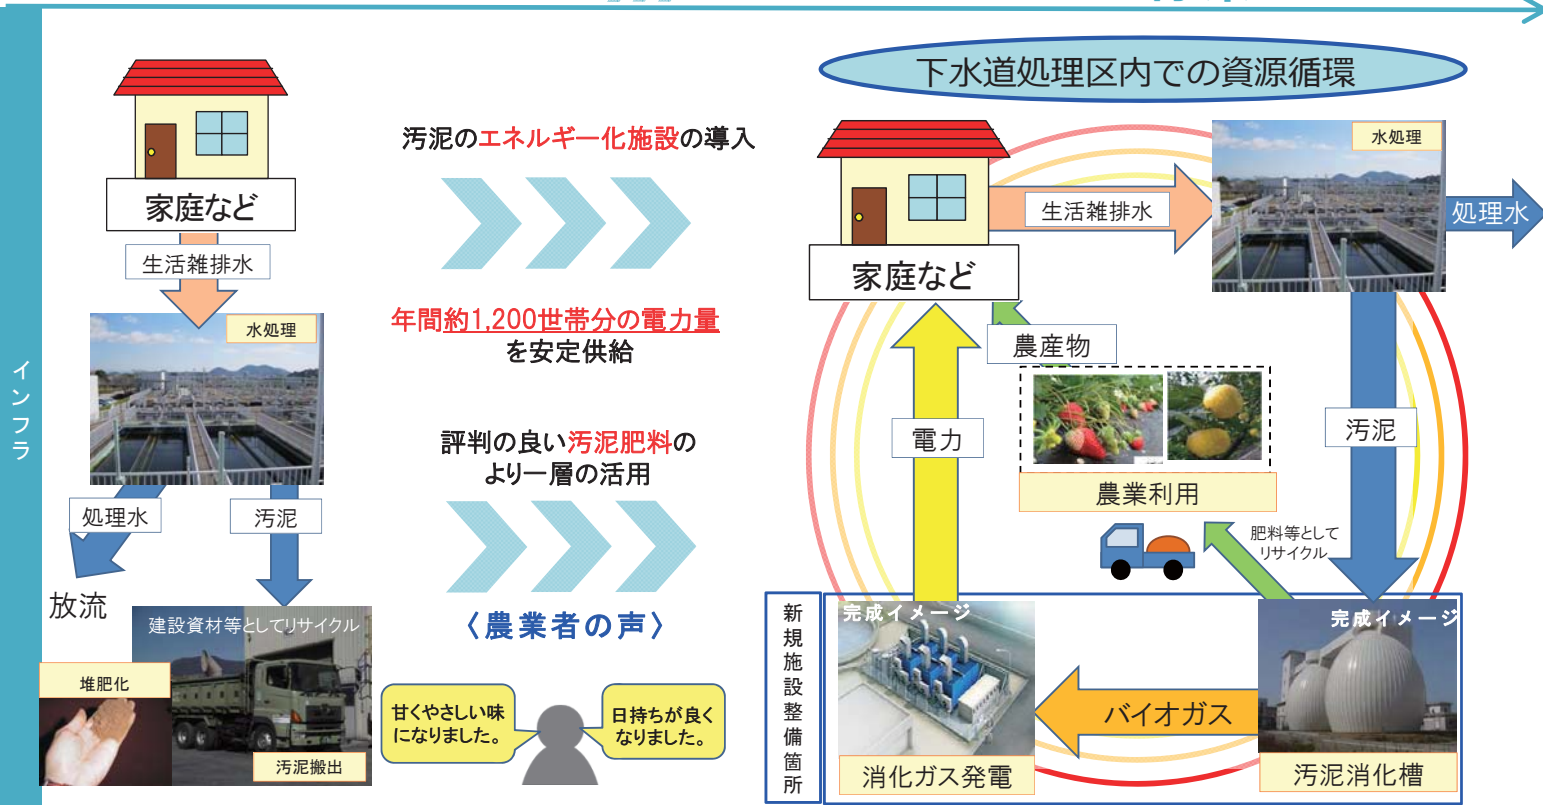 インフラ
家庭など
生活雑排水
水処理
処理水
汚泥
放流
建設資材等としてリサイクル
堆肥化
汚泥搬出
汚泥のエネルギー化施設の導入
年間約1,200世帯分の電力量
を安定供給
評判の良い汚泥肥料の
より一層の活用
〈農業者の声〉
甘くやさしい味
になりました。
日持ちが良く
なりました。
下水道処理区内での資源循環
家庭など
生活雑排水
水処理
処理水
農産物
電力
農業利用
汚泥
肥料等として
リサイクル
新規施設整備箇所
完成イメージ
完成イメージ
バイオガス
消化ガス発電
汚泥消化槽